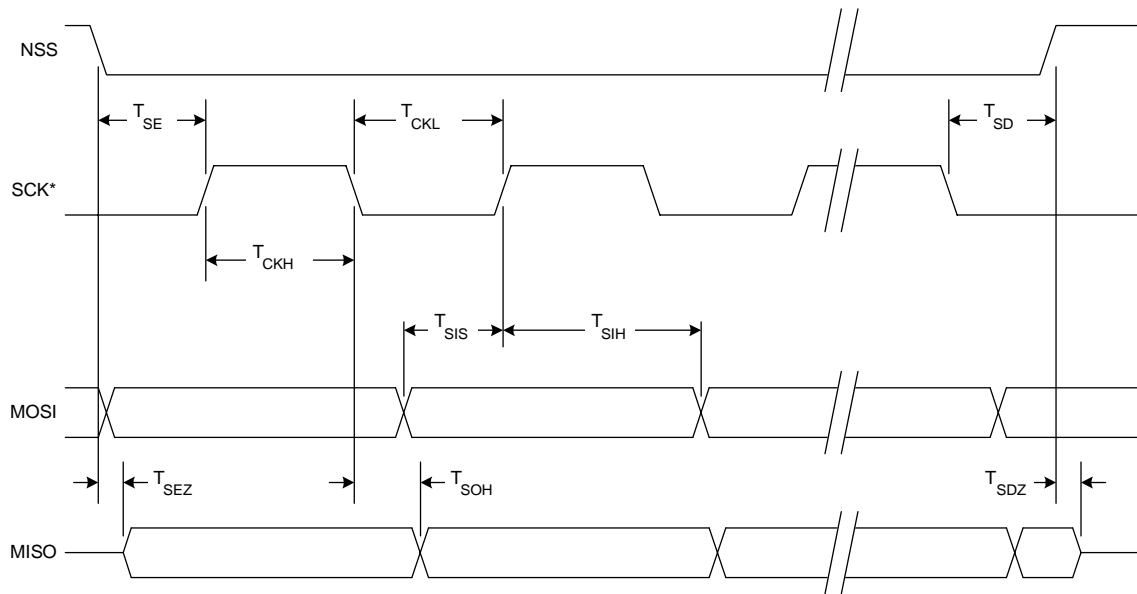 NSS
T_SE
T_CKL
T_SD
SCK*
T_CKH
T_SIS
T_SIH
MOSI
T_SEZ
T_SOH
T_SDZ
MISO